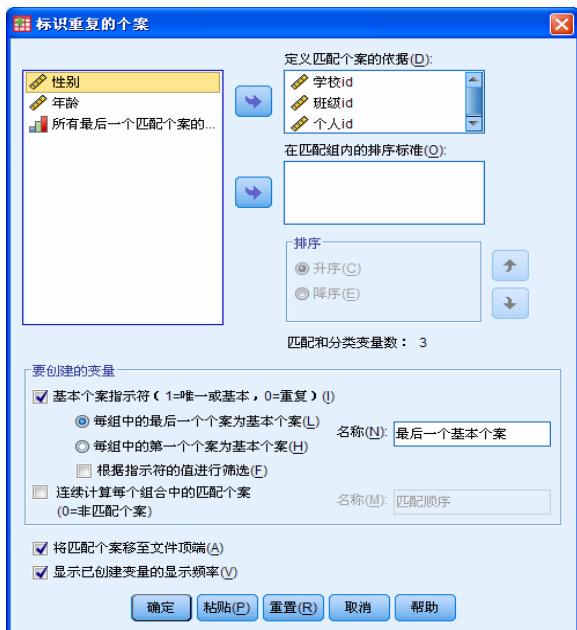 标识重复的个案
定义匹配个案的依据(D):
性别
年龄
所有最后一个匹配个案的...
学校id
班级id
个人id
在匹配组内的排序标准(O):
排序
升序(C)
降序(E)
匹配和分类变量数： 3
要创建的变量
基本个案指示符（1=唯一或基本，0=重复）(I)
每组中的最后一个个案为基本个案(L)
名称(N): 最后一个基本个案
每组中的第一个个案为基本个案(H)
根据指示符的值进行筛选(F)
连续计算每个组合中的匹配个案
(0=非匹配个案)
名称(M): 匹配顺序
将匹配个案移至文件顶端(A)
显示已创建变量的显示频率(V)
确定 粘贴(P) 重置(R) 取消 帮助